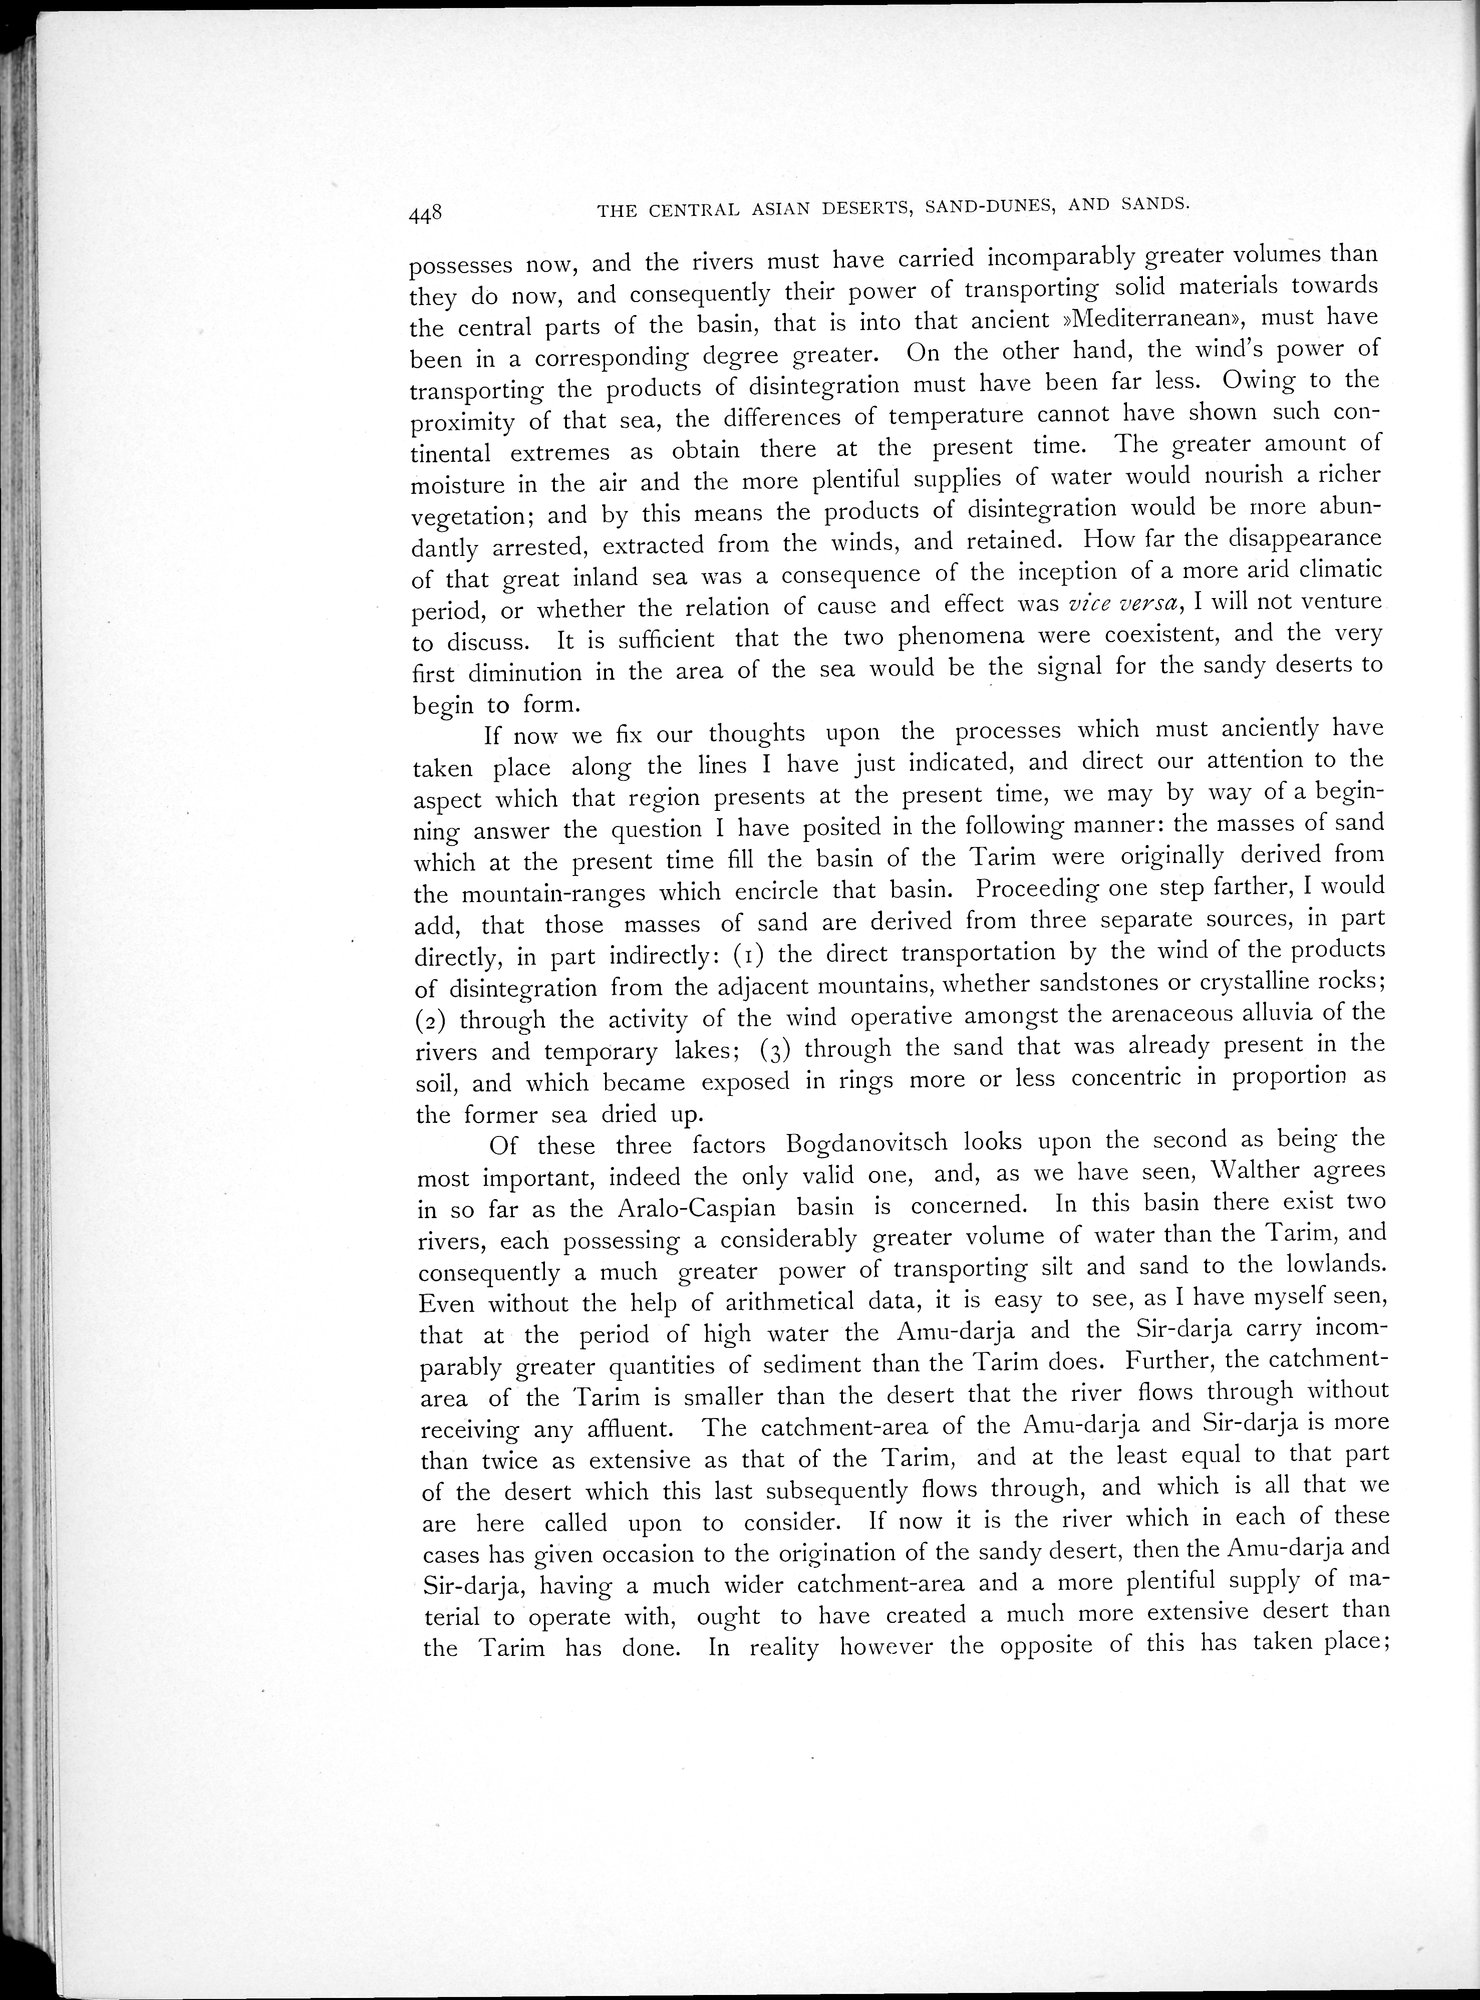 448 THE CENTRAL ASIAN DESERTS, SAND-DUNES, AND SANDS.
possesses now, and the rivers must have carried incomparably greater volumes than
they do now, and consequently their power of transporting solid materials towards
the central parts of the basin, that is into that ancient »Mediterranean», must have
been in a corresponding degree greater. On the other hand, the wind's power of
transporting the products of disintegration must have been far less. Owing to the
proximity of that sea, the differences of temperature cannot have shown such con-
tinental extremes as obtain there at the present time. The greater amount of
moisture in the air and the more plentiful supplies of water would nourish a richer
vegetation; and by this means the products of disintegration would be more abun-
dantly arrested, extracted from the winds, and retained. How far the disappearance
of that great inland sea was a consequence of the inception of a more arid climatic
period, or whether the relation of cause and effect was vice versa, I will not venture
to discuss. It is sufficient that the two phenomena were coexistent, and the very
first diminution in the area of the sea would be the signal for the sandy deserts to
begin to form.
If now we fix our thoughts upon the processes which must anciently have
taken place along the lines I have just indicated, and direct our attention to the
aspect which that region presents at the present time, we may by way of a begin-
ning answer the question I have posited in the following manner: the masses of sand
which at the present time fill the basin of the Tarim were originally derived from
the mountain-ranges which encircle that basin. Proceeding one step farther, I would
add, that those masses of sand are derived from three separate sources, in part
directly, in part indirectly: (1) the direct transportation by the wind of the products
of disintegration from the adjacent mountains, whether sandstones or crystalline rocks;
(2) through the activity of the wind operative amongst the arenaceous alluvia of the
rivers and temporary lakes; (3) through the sand that was already present in the
soil, and which became exposed in rings more or less concentric in proportion as
the former sea dried up.
Of these three factors Bogdanovitsch looks upon the second as being the
most important, indeed the only valid one, and, as we have seen, Walther agrees
in so far as the Aralo-Caspian basin is concerned. In this basin there exist two
rivers, each possessing a considerably greater volume of water than the Tarim, and
consequently a much greater power of transporting silt and sand to the lowlands.
Even without the help of arithmetical data, it is easy to see, as I have myself seen,
that at the period of high water the Amu-darja and the Sir-darja carry incom-
parably greater quantities of sediment than the Tarim does. Further, the catchment-
area of the Tarim is smaller than the desert that the river flows through without
receiving any affluent. The catchment-area of the Amu-darja and Sir-darja is more
than twice as extensive as that of the Tarim, and at the least equal to that part
of the desert which this last subsequently flows through, and which is all that we
are here called upon to consider. If now it is the river which in each of these
cases has given occasion to the origination of the sandy desert, then the Amu-darja and
Sir-darja, having a much wider catchment-area and a more plentiful supply of ma-
terial to operate with, ought to have created a much more extensive desert than
the Tarim has done. In reality however the opposite of this has taken place;